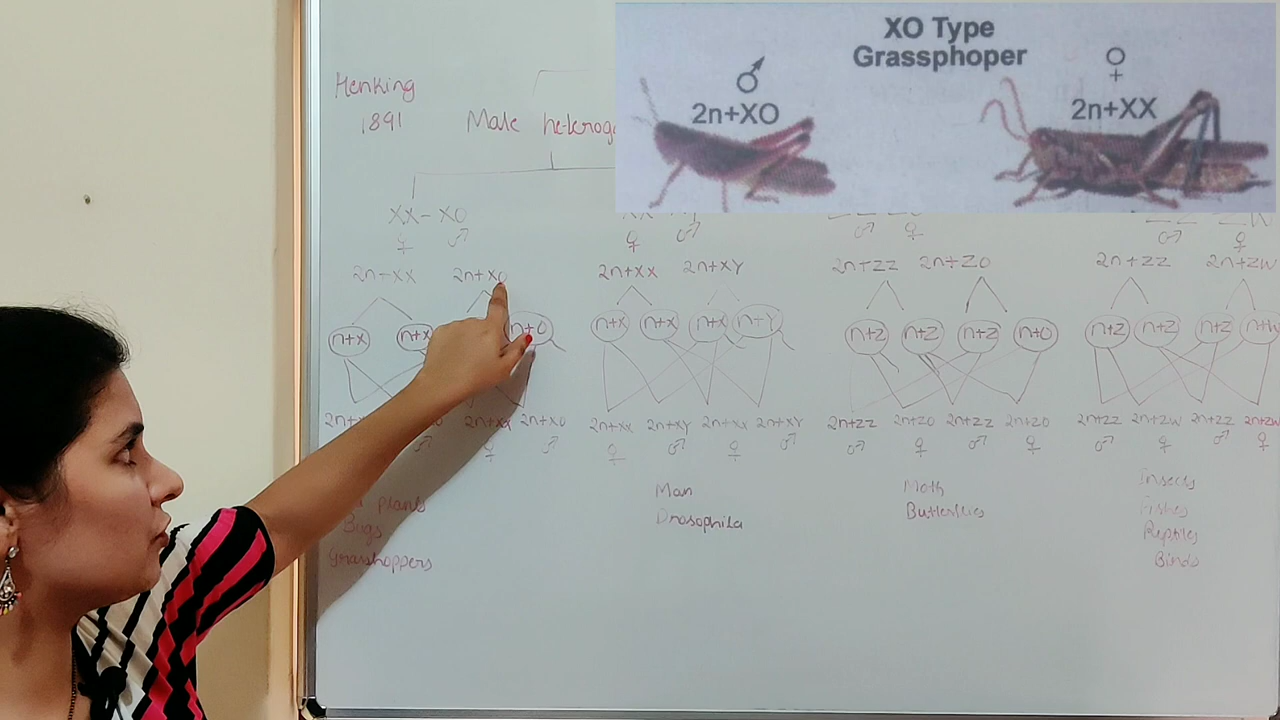 XO Type
Grassphoper
♂ ♀
2n+XO 2n+XX
Henking
1891
Male
XX- XO
♀ ♂ ♀ ♂ ♂ ♀ ♂ ♀
2n-XX 2n+XO 2n+XX 2n+XY 2n+ZZ 2n+ZO 2n+ZZ 2n+ZW
n+X n+X n+O n+X n+X n+X n+Y n+Z n+Z n+Z n+O n+Z n+Z n+Z
2n+XX 2n+XO 2n+XX 2n+XY 2n+XX 2n+XY 2n+ZZ 2n+ZO 2n+ZZ 2n+ZO 2n+ZZ 2n+ZW 2n+ZZ 2n+ZW
♂ ♀ ♂ ♀ ♂ ♀ ♂ ♂ ♀ ♂ ♀ ♂ ♀ ♂ ♀
plants
Bugs
Grasshoppers
Man
Drosophila
Moth
Butterflies
Insects
Fishes
Reptiles
Birds